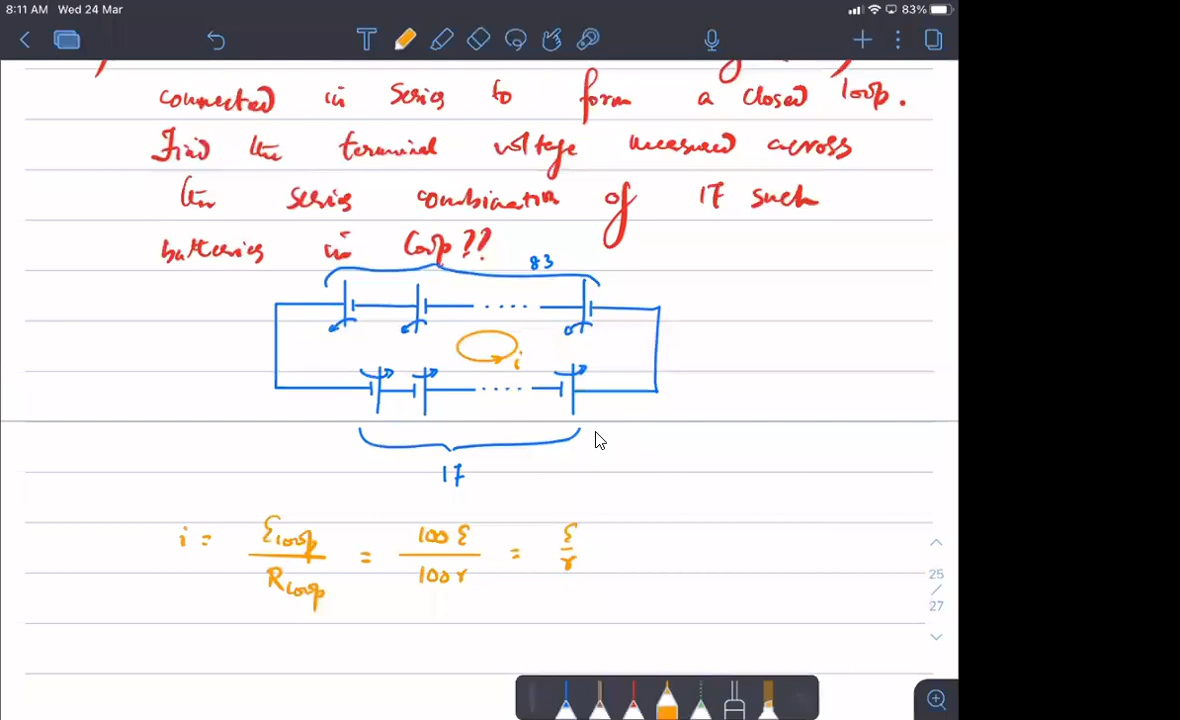 8:11 AM Wed 24 Mar
83%
connected in series to form a closed loop.
Find the terminal voltage measured across
the series combination of 17 such
batteries in loop??
83
i
17
i = Ɛloop / Rloop = 100 Ɛ / 100 r = Ɛ / r
25
/
27